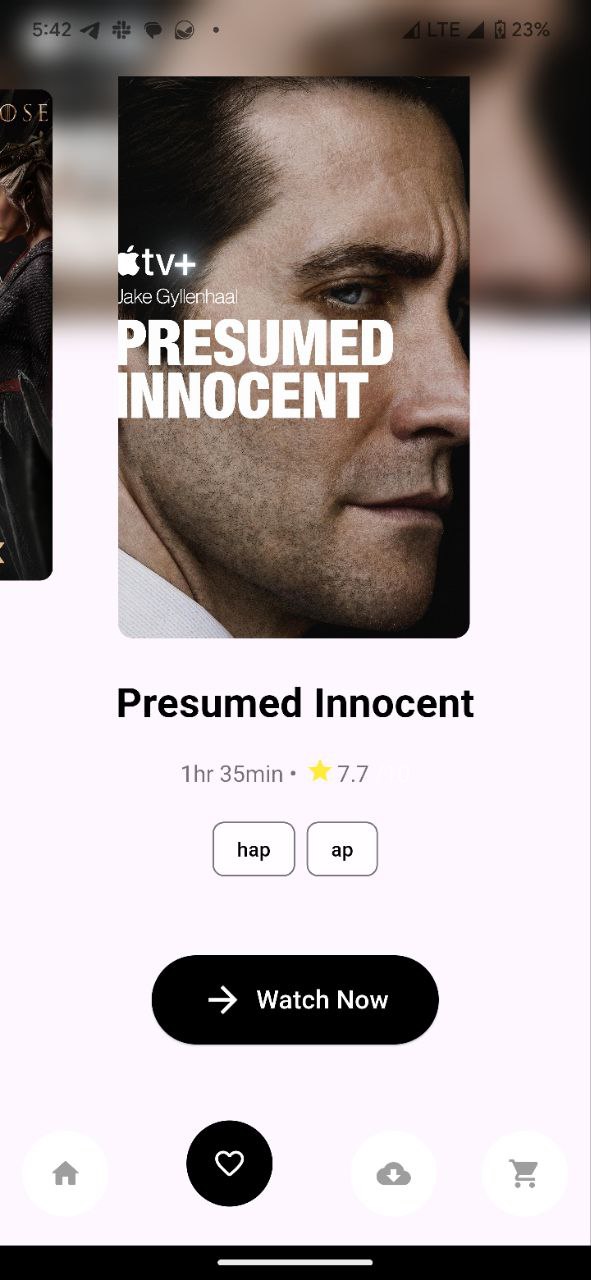 5:42 LTE 23%
OSE
tv+
Jake Gyllenhaal
PRESUMED
INNOCENT
Presumed Innocent
1hr 35min • 7.7
hap ap
Watch Now